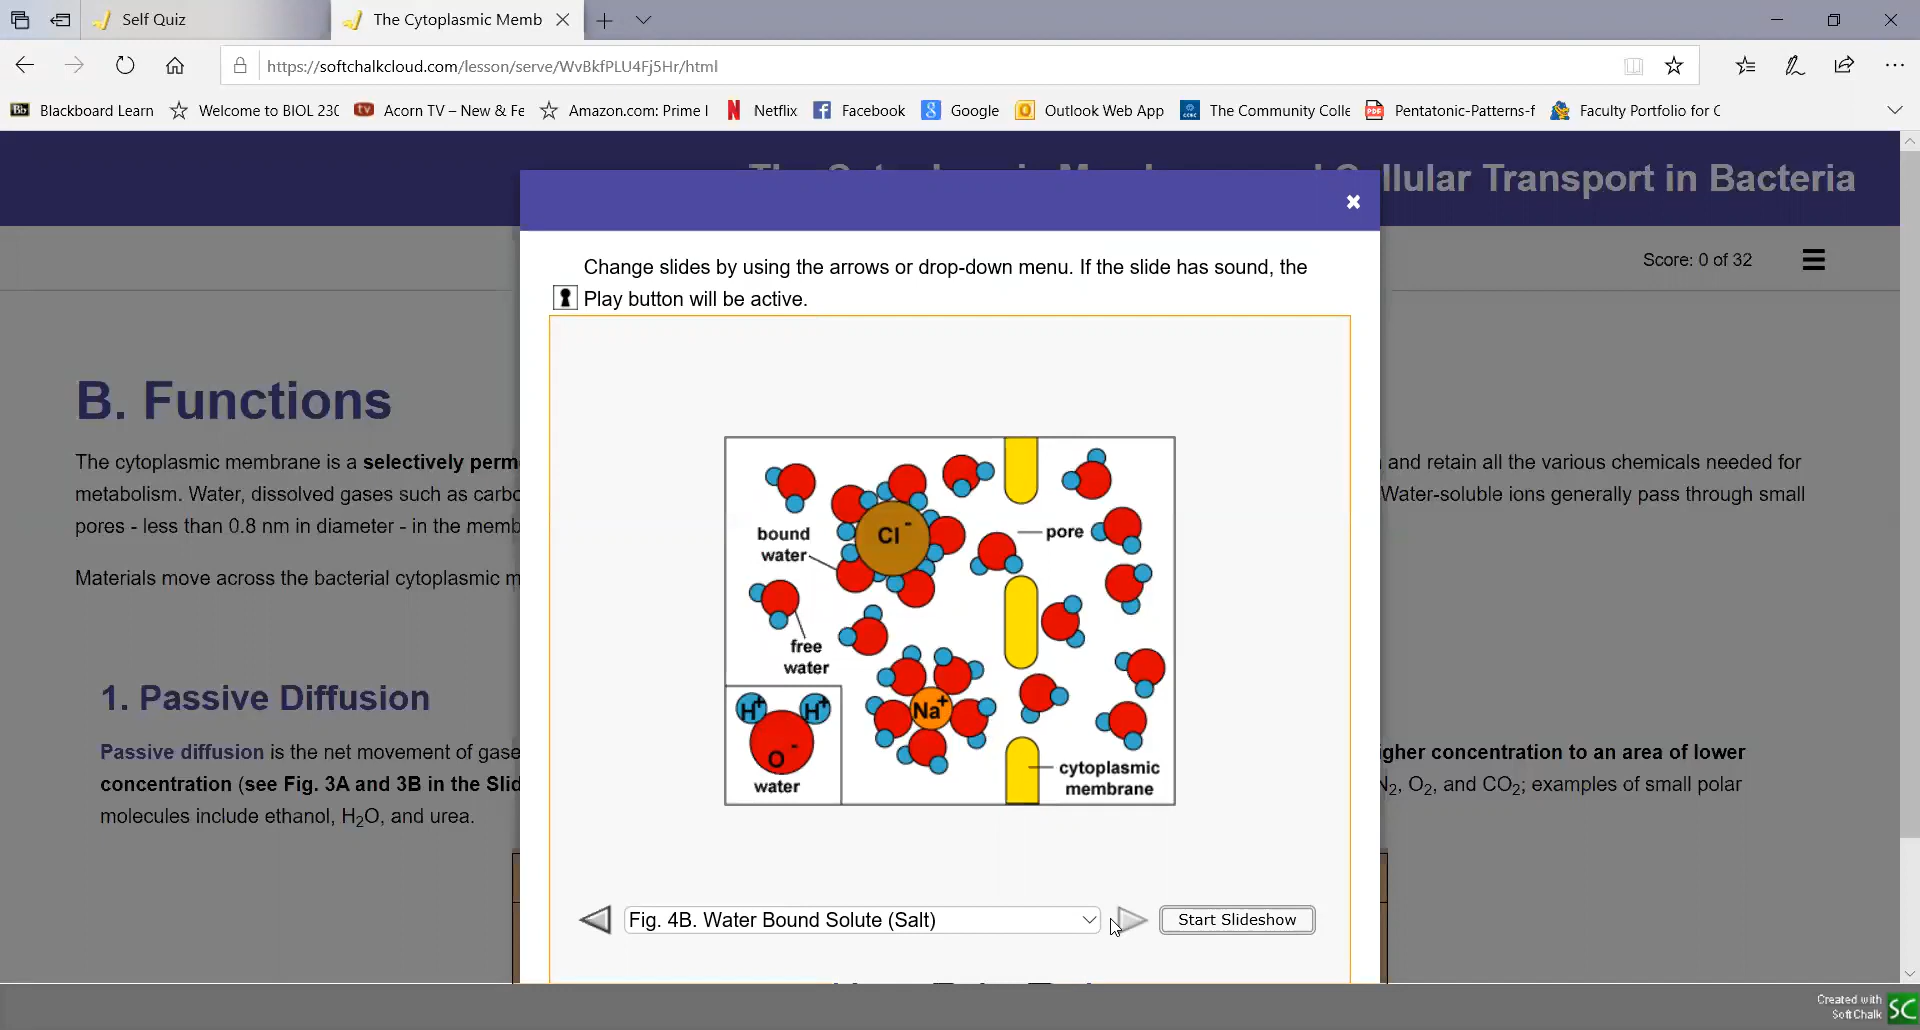 Self Quiz
The Cytoplasmic Memb
https://softchalkcloud.com/lesson/serve/WvBkfPLU4Fj5Hr/html
Blackboard Learn
Welcome to BIOL 230
Acorn TV – New & Fe
Amazon.com: Prime I
Netflix
Facebook
Google
Outlook Web App
The Community Colle
Pentatonic-Patterns-f
Faculty Portfolio for C
llular Transport in Bacteria
Score: 0 of 32
Change slides by using the arrows or drop-down menu. If the slide has sound, the
Play button will be active.
B. Functions
The cytoplasmic membrane is a selectively perm
and retain all the various chemicals needed for
metabolism. Water, dissolved gases such as carbo
Water-soluble ions generally pass through small
pores - less than 0.8 nm in diameter - in the memb
Materials move across the bacterial cytoplasmic m
1. Passive Diffusion
Passive diffusion is the net movement of gase
igher concentration to an area of lower
concentration (see Fig. 3A and 3B in the Slid
N₂, O₂, and CO₂; examples of small polar
molecules include ethanol, H₂O, and urea.
Cl⁻
bound
water
pore
free
water
Na⁺
H⁺ H⁺
O⁻
water
cytoplasmic
membrane
Fig. 4B. Water Bound Solute (Salt)
Start Slideshow
Created with
SoftChalk
SC